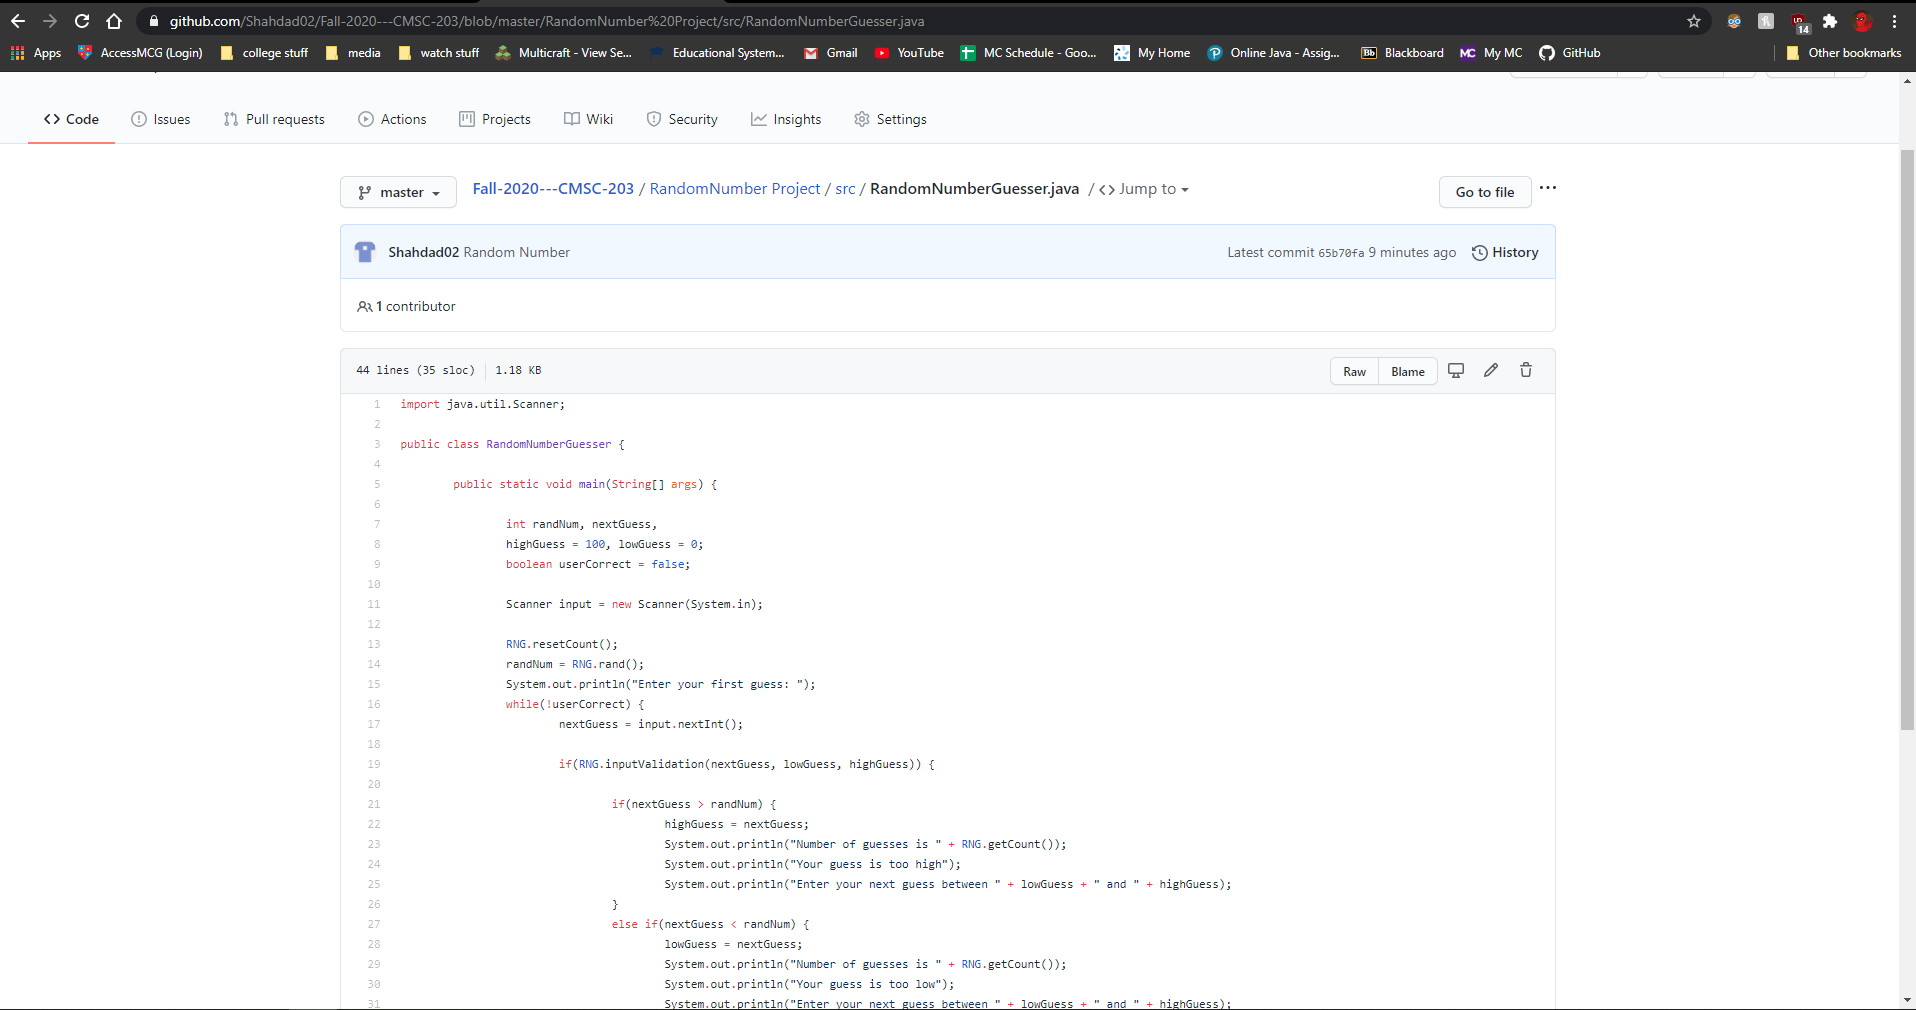 github.com/Shahdad02/Fall-2020---CMSC-203/blob/master/RandomNumber%20Project/src/RandomNumberGuesser.java
14
Apps AccessMCG (Login) college stuff media watch stuff Multicraft - View Se... Educational System... Gmail YouTube MC Schedule - Goo... My Home Online Java - Assig... Bb Blackboard MC My MC GitHub Other bookmarks
Code Issues Pull requests Actions Projects Wiki Security Insights Settings
master Fall-2020---CMSC-203 / RandomNumber Project / src / RandomNumberGuesser.java / <> Jump to Go to file ...
Shahdad02 Random Number Latest commit 65b70fa 9 minutes ago History
1 contributor
44 lines (35 sloc) 1.18 KB Raw Blame
1 import java.util.Scanner;
2
3 public class RandomNumberGuesser {
4
5 public static void main(String[] args) {
6
7 int randNum, nextGuess,
8 highGuess = 100, lowGuess = 0;
9 boolean userCorrect = false;
10
11 Scanner input = new Scanner(System.in);
12
13 RNG.resetCount();
14 randNum = RNG.rand();
15 System.out.println("Enter your first guess: ");
16 while(!userCorrect) {
17 nextGuess = input.nextInt();
18
19 if(RNG.inputValidation(nextGuess, lowGuess, highGuess)) {
20
21 if(nextGuess > randNum) {
22 highGuess = nextGuess;
23 System.out.println("Number of guesses is " + RNG.getCount());
24 System.out.println("Your guess is too high");
25 System.out.println("Enter your next guess between " + lowGuess + " and " + highGuess);
26 }
27 else if(nextGuess < randNum) {
28 lowGuess = nextGuess;
29 System.out.println("Number of guesses is " + RNG.getCount());
30 System.out.println("Your guess is too low");
31 System.out.println("Enter your next guess between " + lowGuess + " and " + highGuess);